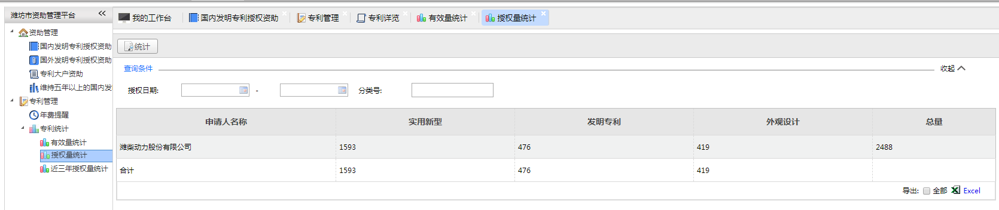 潍坊市资助管理平台
资助管理
国内发明专利授权资助
国外发明专利授权资助
专利大户资助
维持五年以上的国内发
专利管理
年费提醒
专利统计
有效量统计
授权量统计
近三年授权量统计
我的工作台 国内发明专利授权资助 专利管理 专利详览 有效量统计 授权量统计
统计
查询条件 收起
授权日期: - 分类号:
申请人名称 实用新型 发明专利 外观设计 总量
潍柴动力股份有限公司 1593 476 419 2488
合计 1593 476 419
导出: 全部 Excel